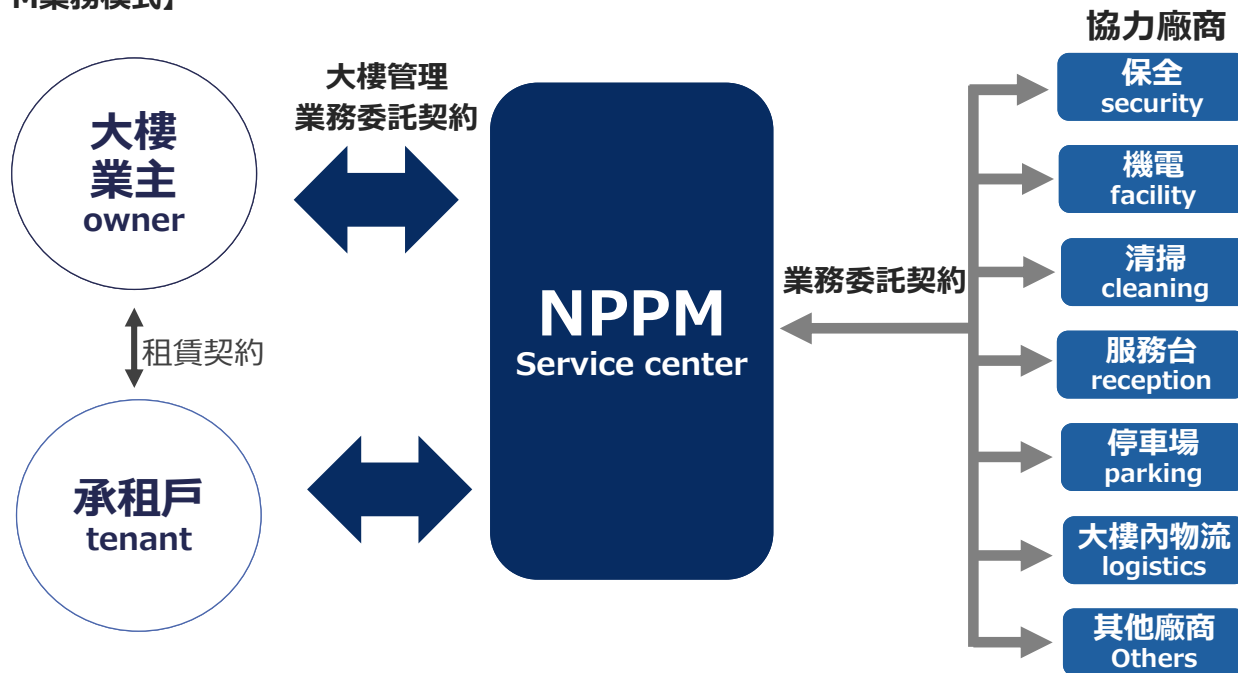 M業務模式】
協力廠商
大樓
業主
owner
大樓管理
業務委託契約
租賃契約
承租戶
tenant
NPPM
Service center
業務委託契約
保全
security
機電
facility
清掃
cleaning
服務台
reception
停車場
parking
大樓內物流
logistics
其他廠商
Others